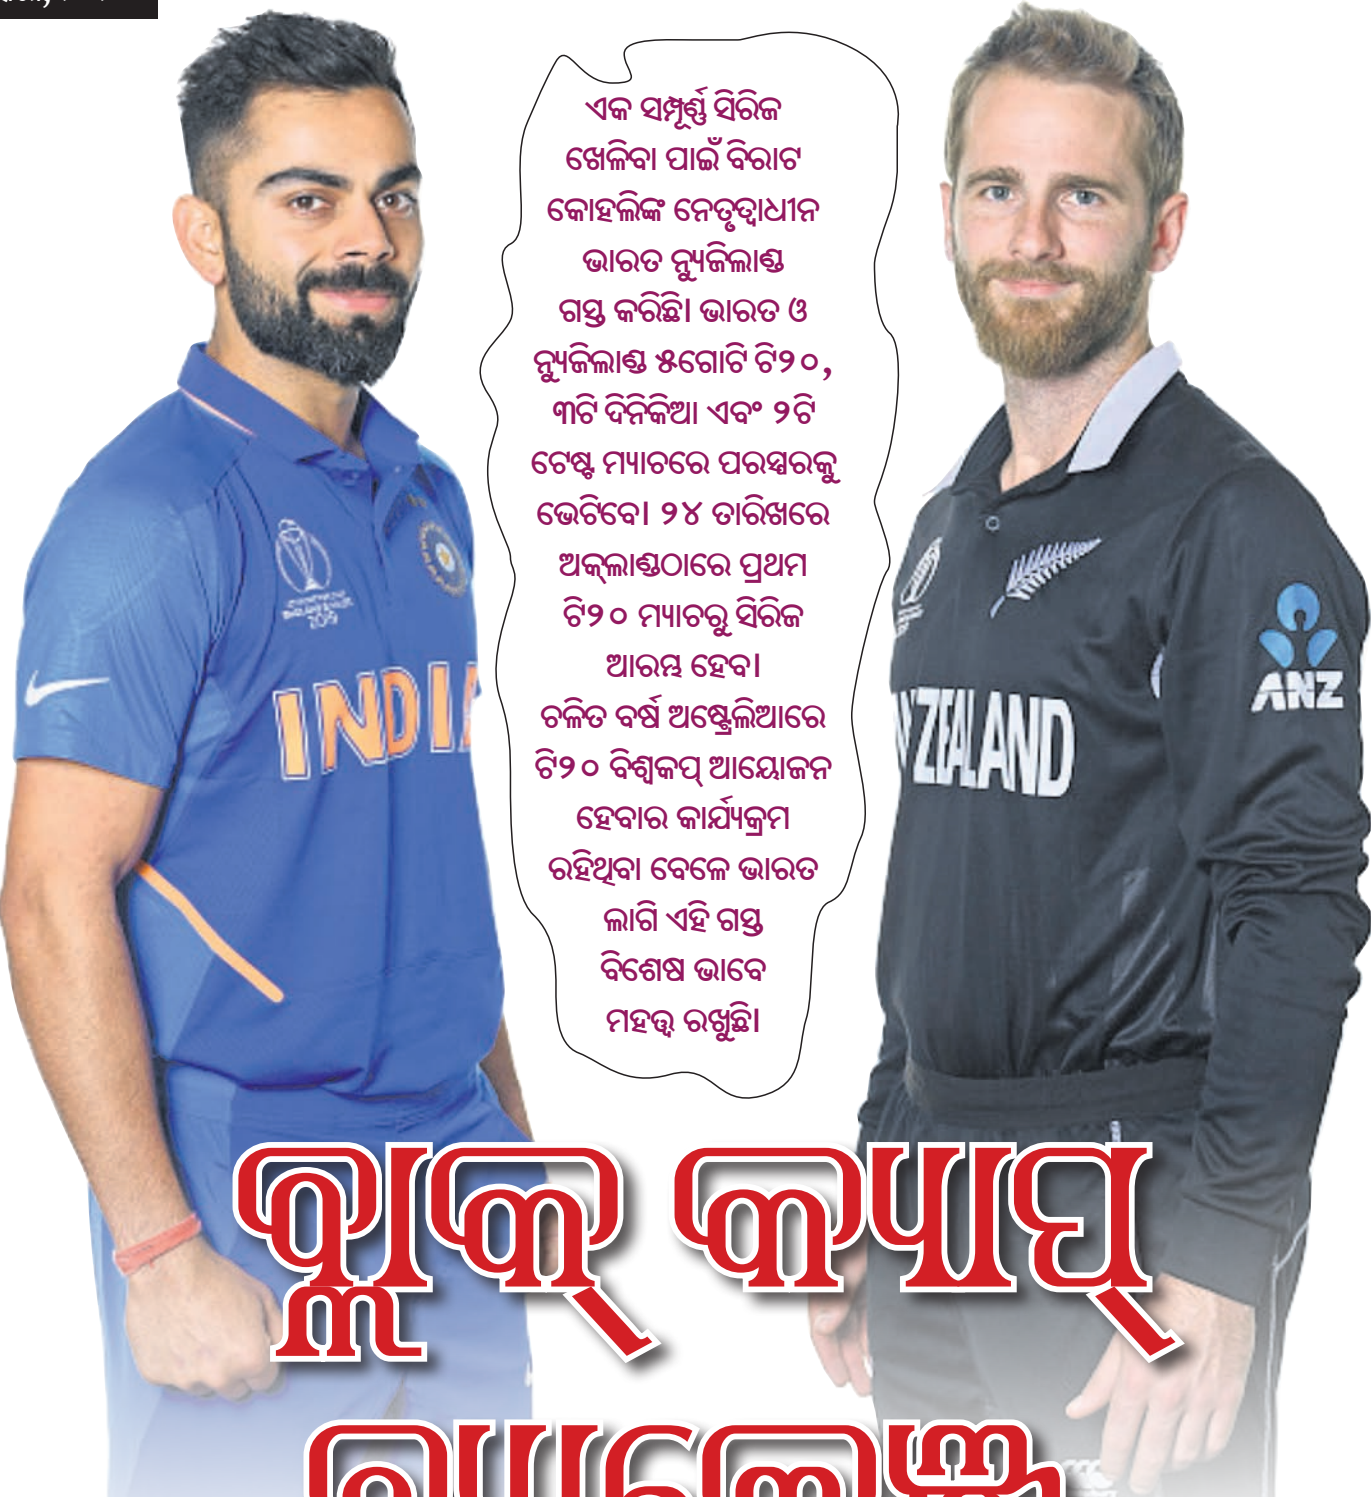 ଏକ ସମ୍ପୂର୍ଣ୍ଣ ସିରିଜ
ଖେଳିବା ପାଇଁ ବିରାଟ
କୋହଲିଙ୍କ ନେତୃତ୍ୱାଧୀନ
ଭାରତ ନ୍ୟୁଜିଲାଣ୍ଡ
ଗସ୍ତ କରିଛି। ଭାରତ ଓ
ନ୍ୟୁଜିଲାଣ୍ଡ ୫ଗୋଟି ଟି୨୦,
୩ଟି ଦିନିକିଆ ଏବଂ ୨ଟି
ଟେଷ୍ଟ ମ୍ୟାଚରେ ପରସ୍ପରକୁ
ଭେଟିବେ। ୨୪ ତାରିଖରେ
ଅକ୍‌ଲାଣ୍ଡଠାରେ ପ୍ରଥମ
ଟି୨୦ ମ୍ୟାଚରୁ ସିରିଜ
ଆରମ୍ଭ ହେବ।
ଚଳିତ ବର୍ଷ ଅଷ୍ଟ୍ରେଲିଆରେ
ଟି୨୦ ବିଶ୍ୱକପ୍ ଆୟୋଜନ
ହେବାର କାର୍ଯ୍ୟକ୍ରମ
ରହିଥିବା ବେଳେ ଭାରତ
ଲାଗି ଏହି ଗସ୍ତ
ବିଶେଷ ଭାବେ
ମହତ୍ତ୍ୱ ରଖୁଛି।
2019
INDIA
ZEALAND
ANZ
ବ୍ଲାକ୍ କ୍ୟାପ୍